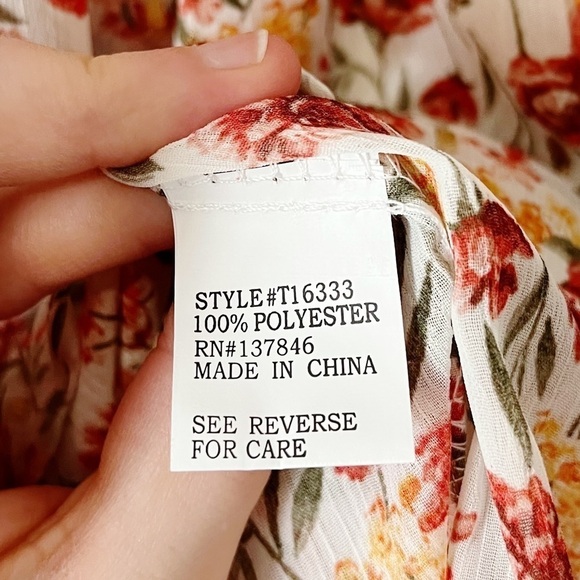 STYLE#T16333
100% POLYESTER
RN#137846
MADE IN CHINA
SEE REVERSE
FOR CARE